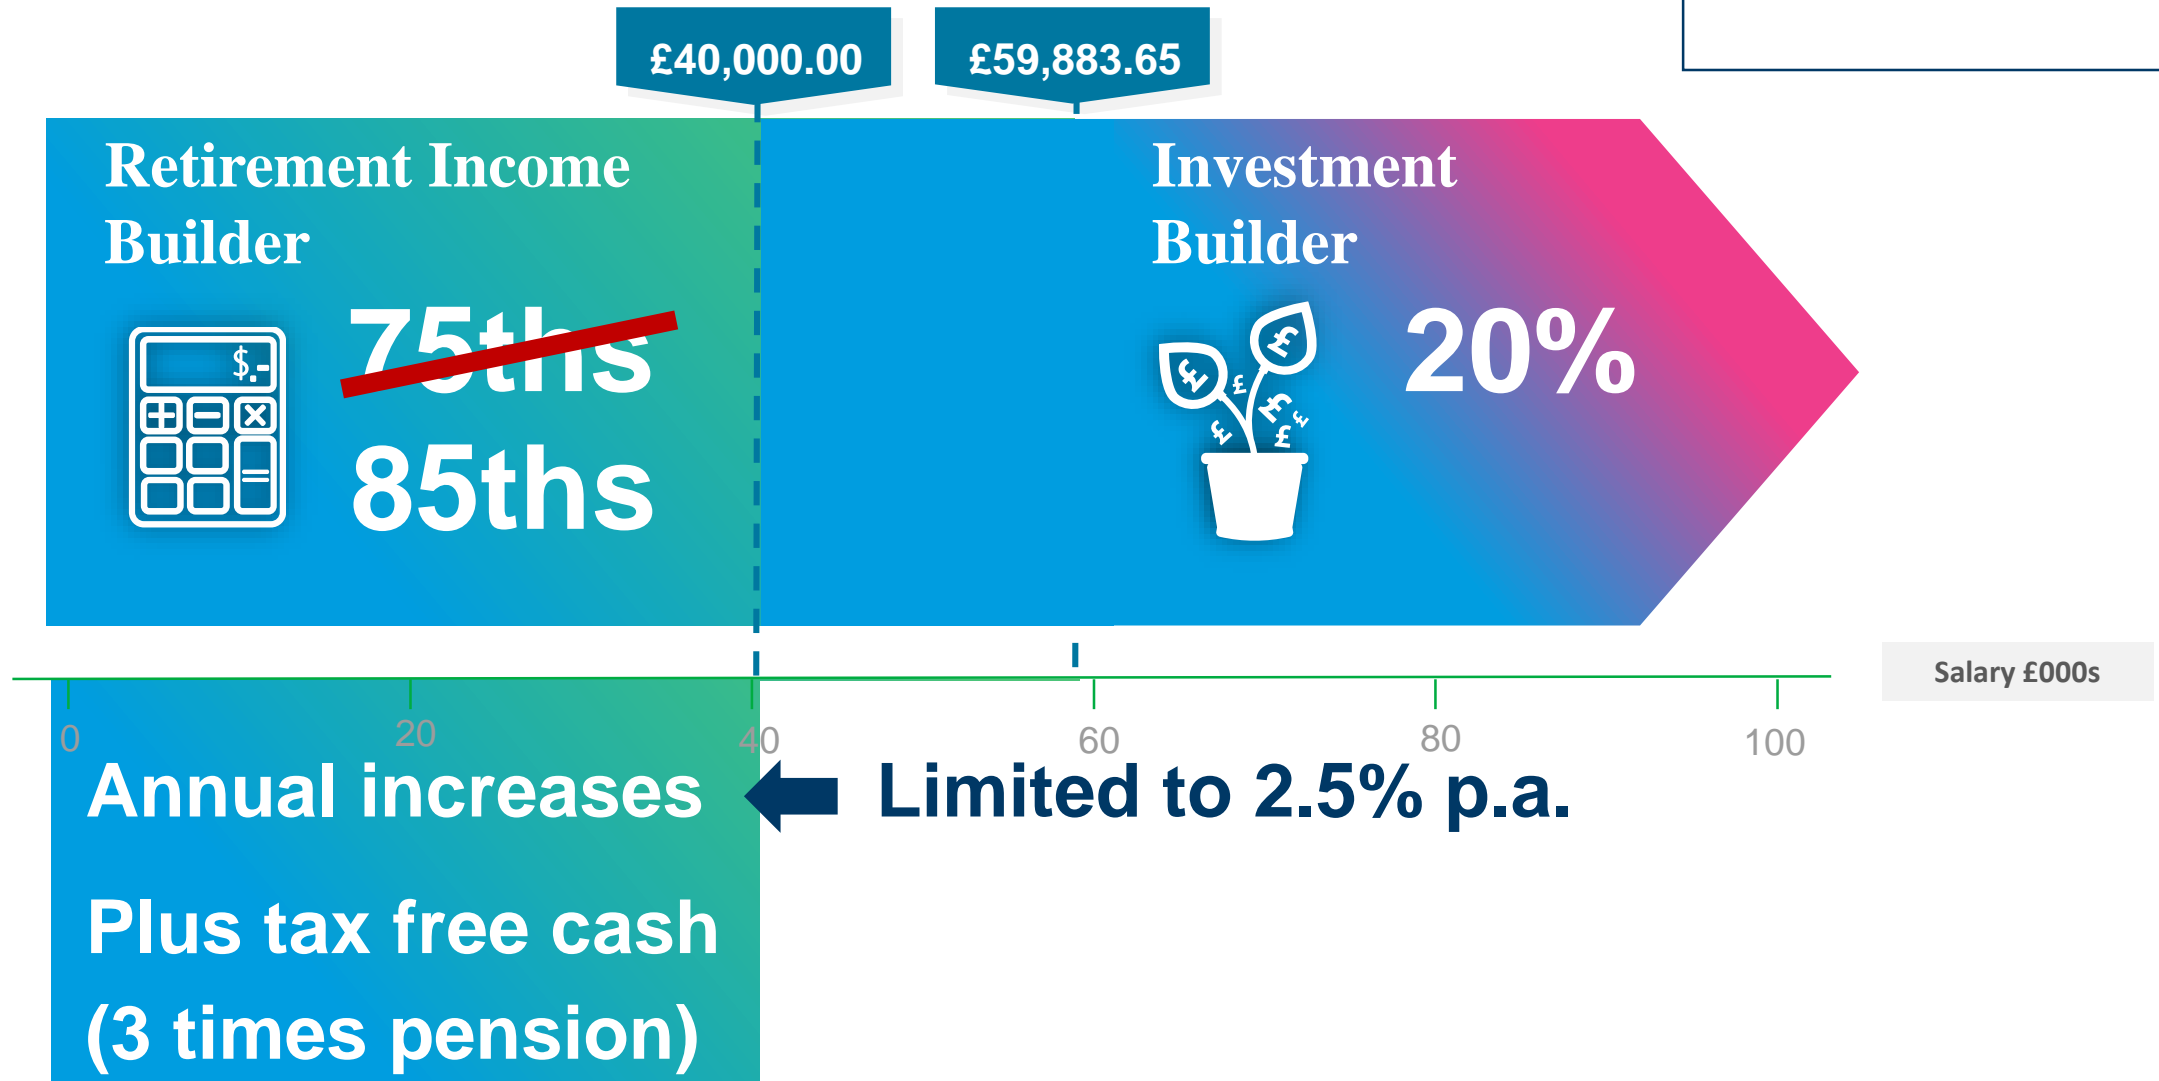 £40,000.00
£59,883.65
Retirement Income
Builder
75ths
85ths
$.-
Investment
Builder
20%
£
£
£
£
£
£
£
Salary £000s
0
20
40
60
80
100
Annual increases
Limited to 2.5% p.a.
Plus tax free cash
(3 times pension)